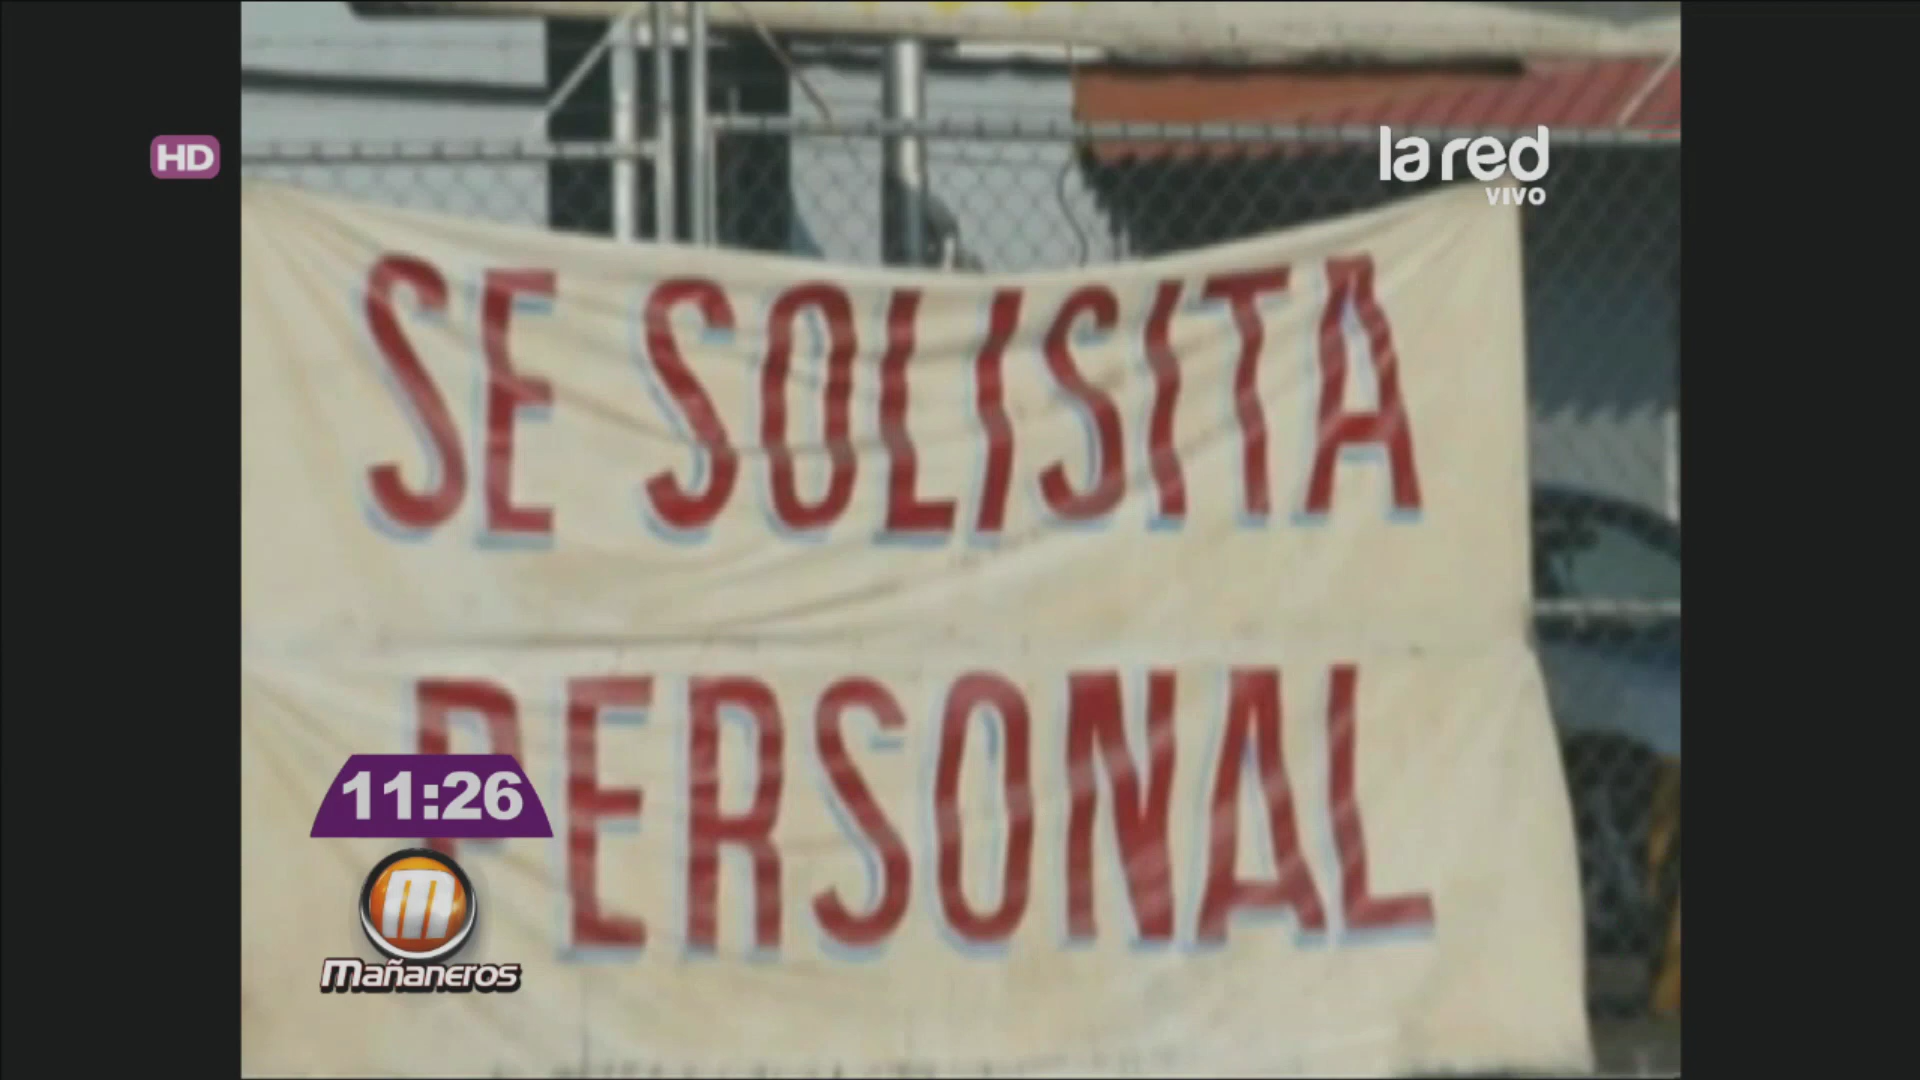 HD
la red
VIVO
SE SOLISITA
PERSONAL
11:26
M
Mañaneros